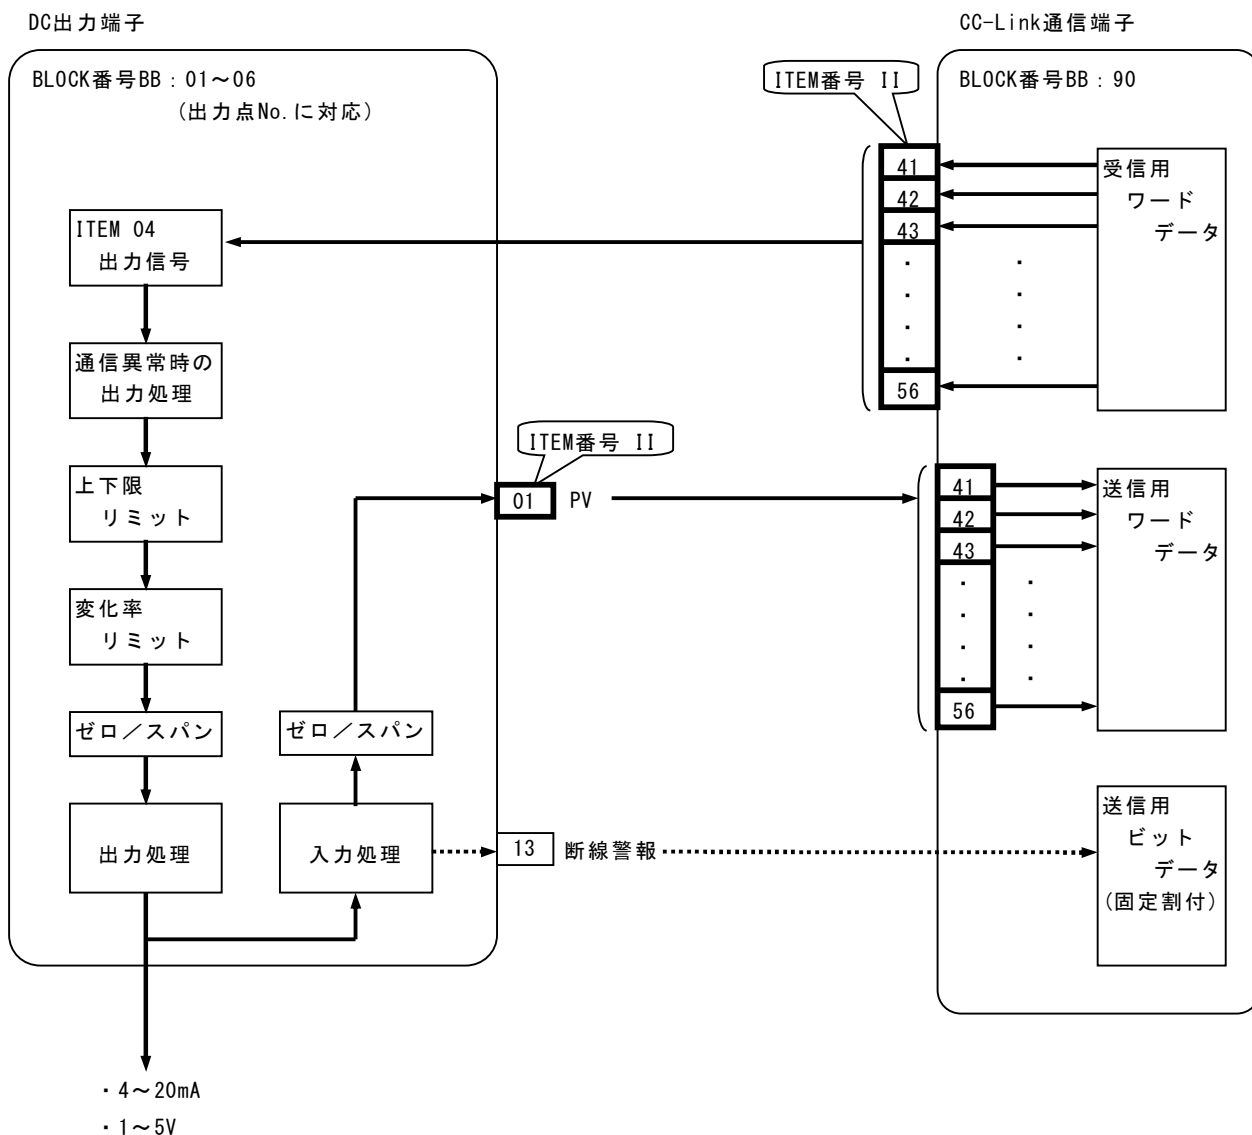 DC出力端子
BLOCK番号BB：01～06
(出力点No.に対応)
ITEM 04
出力信号
通信異常時の
出力処理
上下限
リミット
変化率
リミット
ゼロ／スパン
出力処理
ゼロ／スパン
入力処理
ITEM番号 II
01
PV
13
断線警報
・4～20mA
・1～5V
CC-Link通信端子
BLOCK番号BB：90
ITEM番号 II
41
42
43
・
・
・
・
56
・
・
・
・
受信用
ワード
データ
41
42
43
・
・
・
・
56
・
・
・
・
送信用
ワード
データ
送信用
ビット
データ
(固定割付)